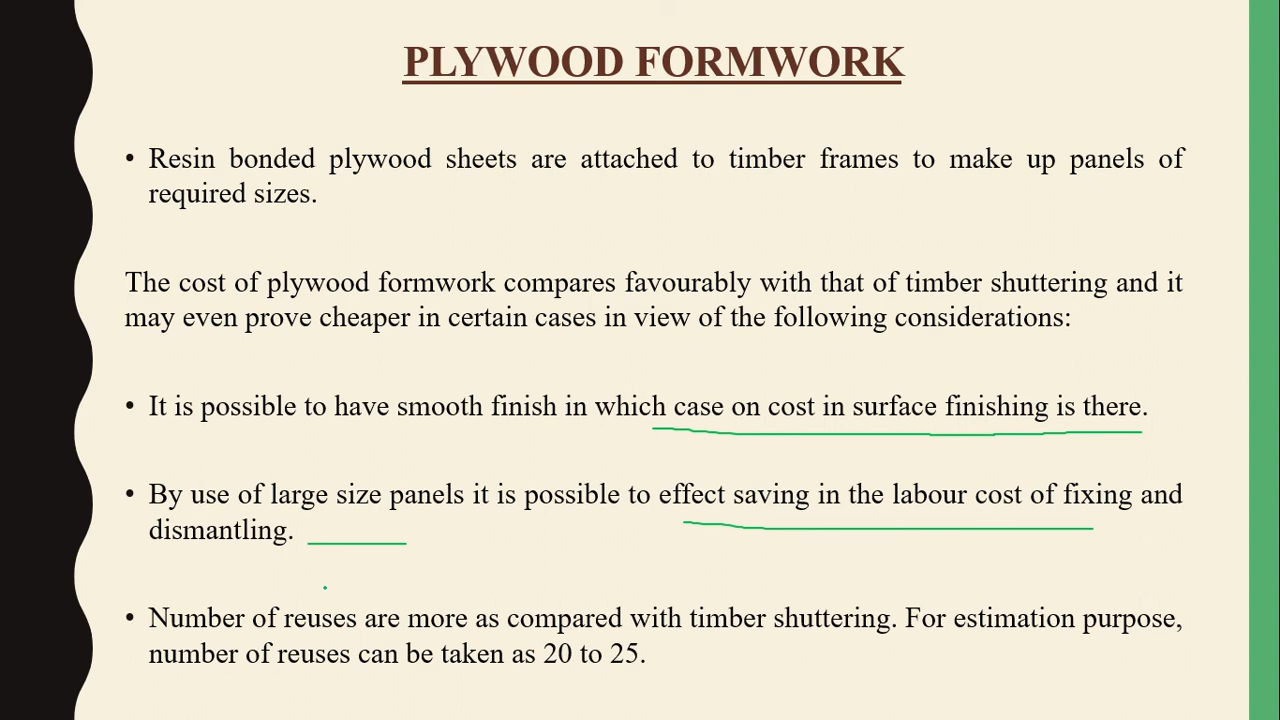 PLYWOOD FORMWORK
• Resin bonded plywood sheets are attached to timber frames to make up panels of
required sizes.
The cost of plywood formwork compares favourably with that of timber shuttering and it
may even prove cheaper in certain cases in view of the following considerations:
• It is possible to have smooth finish in which case on cost in surface finishing is there.
• By use of large size panels it is possible to effect saving in the labour cost of fixing and
dismantling.
• Number of reuses are more as compared with timber shuttering. For estimation purpose,
number of reuses can be taken as 20 to 25.